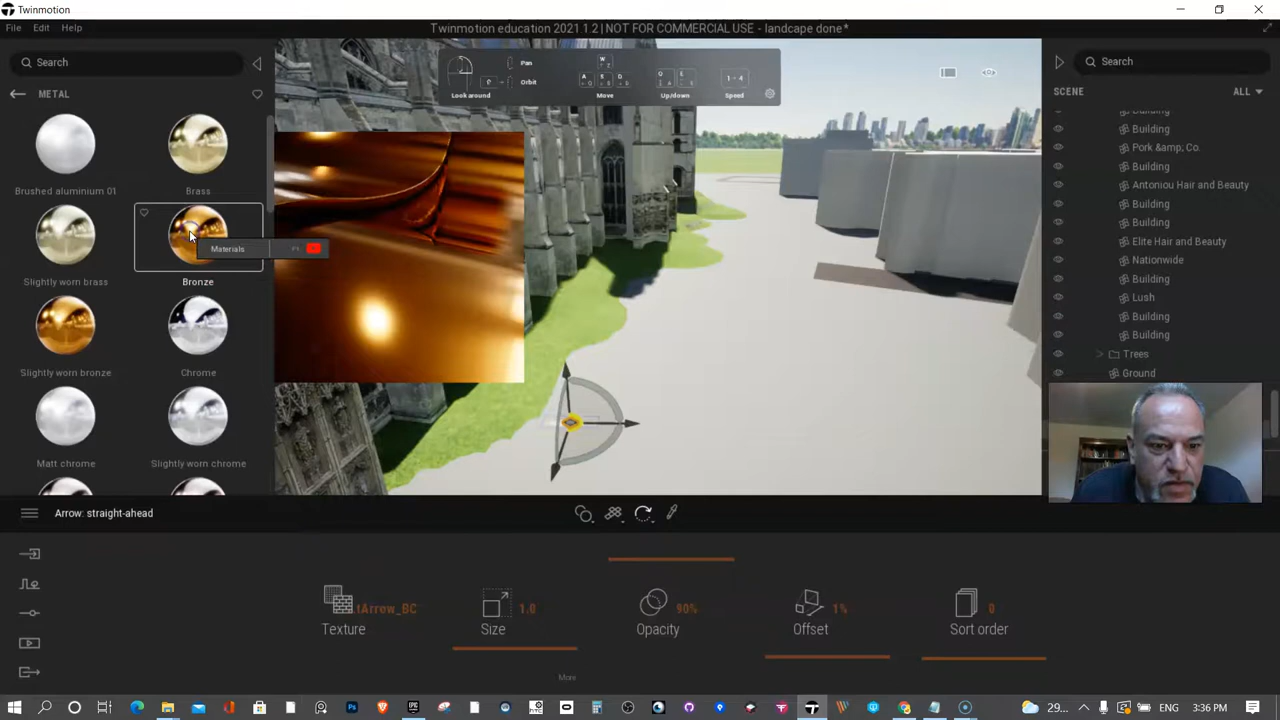 Twinmotion
File Edit Help
Twinmotion education 2021.1.2 | NOT FOR COMMERCIAL USE - landcape done*
Search
METAL
Brushed aluminium 01
Brass
Slightly worn brass
Bronze
Materials
Slightly worn bronze
Chrome
Matt chrome
Slightly worn chrome
Look around
Pan
Orbit
Move
Up/down
Speed
Search
SCENE
ALL
Building
Building
Pork &amp; Co.
Building
Antoniou Hair and Beauty
Building
Building
Elite Hair and Beauty
Nationwide
Building
Lush
Building
Building
Trees
Ground
Arrow: straight-ahead
tArrow_BC
Texture
1.0
Size
90%
Opacity
1%
Offset
0
Sort order
More
29...
ENG
3:36 PM